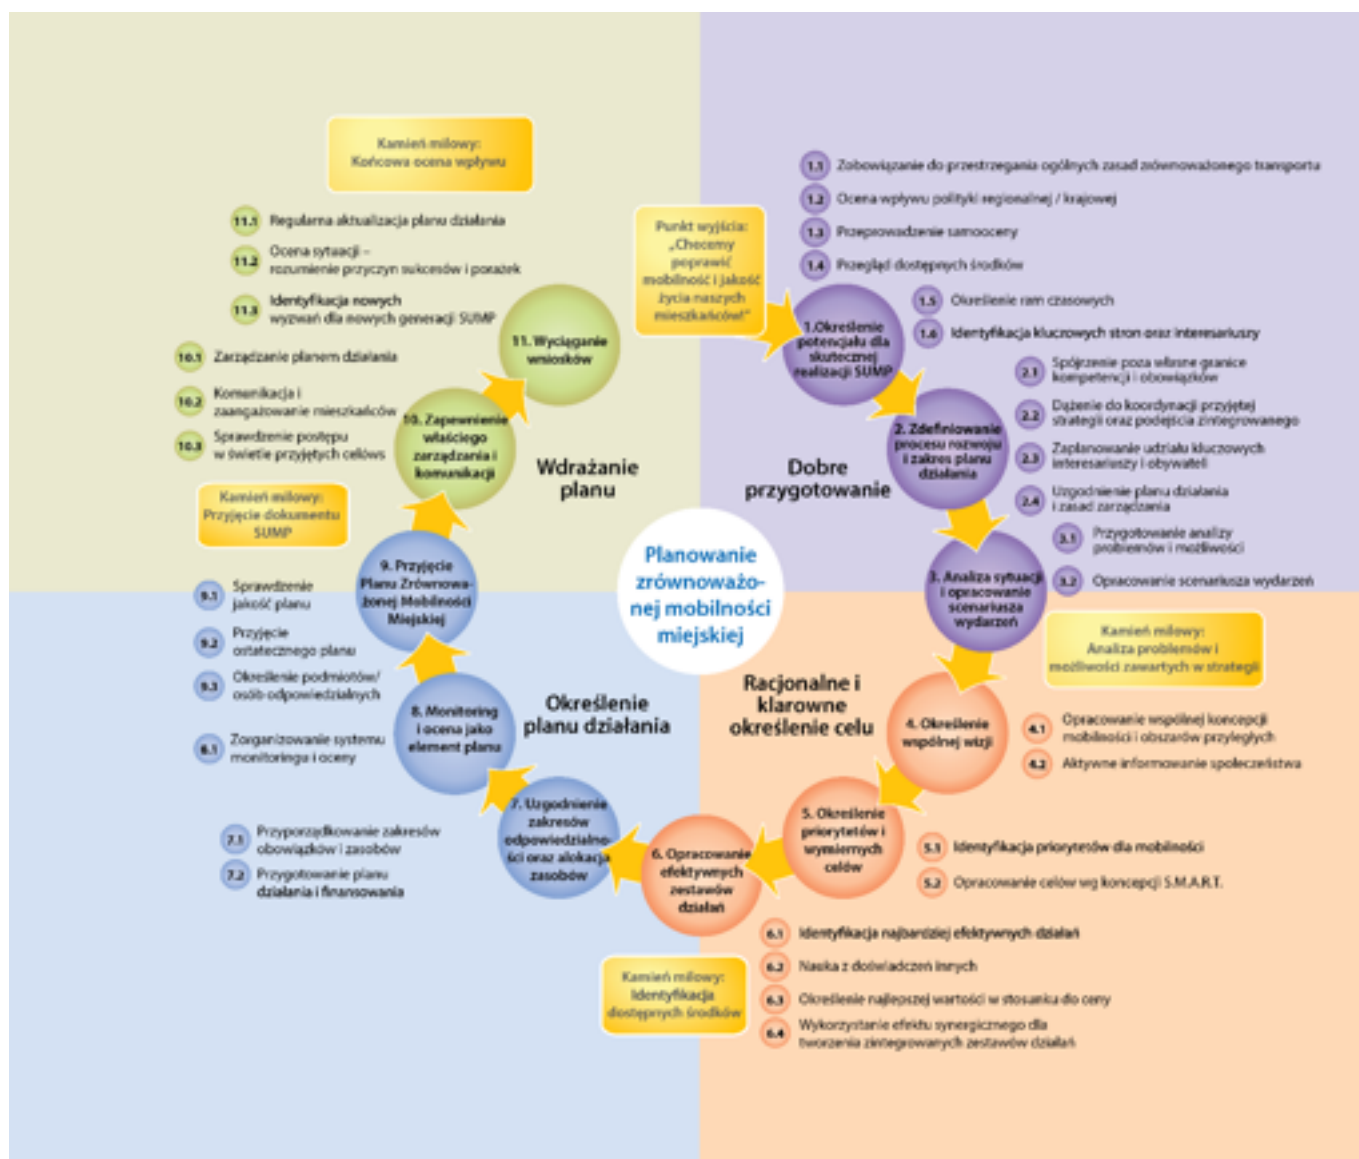 Kamień milowy:
Końcowa ocena wpływu
11.1 Regularna aktualizacja planu działania
11.2 Ocena sytuacji –
rozumienie przyczyn sukcesów i porażek
11.3 Identyfikacja nowych
wyzwań dla nowych generacji SUMP
11. Wyciąganie
wniosków
10.1 Zarządzanie planem działania
10.2 Komunikacja i
zaangażowanie mieszkańców
10.3 Sprawdzenie postępu
w świetle przyjętych celóws
10. Zapewnienie
właściego
zarządzania i
komunikacji
Wdrażanie
planu
Punkt wyjścia:
„Chcemy
poprawić
mobilność i jakość
życia naszych
mieszkańców!”
1.1 Zobowiązanie do przestrzegania ogólnych zasad zrównoważonego transportu
1.2 Ocena wpływu polityki regionalnej / krajowej
1.3 Przeprowadzenie samooceny
1.4 Przegląd dostępnych środków
1.5 Określenie ram czasowych
1.6 Identyfikacja kluczowych stron oraz interesariuszy
1.Określenie
potencjału dla
skutecznej
realizacji SUMP
2.1 Spójrzenie poza własne granice
kompetencji i obowiązków
2.2 Dążenie do koordynacji przyjętej
strategii oraz podejścia zintegrowanego
2.3 Zaplanowanie udziału kluczowych
interesariuszy i obywateli
2.4 Uzgodnienie planu działania
i zasad zarządzania
2. Zdefiniowanie
procesu rozwoju
i zakres planu
działania
Dobre
przygotowanie
3.1 Przygotowanie analizy
problemów i możliwości
3.2 Opracowanie scenariusza wydarzeń
3. Analiza sytuacji
i opracowanie
scenariusza
wydarzeń
Kamień milowy:
Analiza problemów i
możliwości zawartych w strategii
Planowanie
zrównoważo-
nej mobilności
miejskiej
Racjonalne i
klarowne
określenie celu
4. Określenie
wspólnej wizji
4.1 Opracowanie wspólnej koncepcji
mobilności i obszarów przyległych
4.2 Aktywne informowanie społeczeństwa
5. Określenie
priorytetów i
wymiernych
celów
5.1 Identyfikacja priorytetów dla mobilności
5.2 Opracowanie celów wg koncepcji S.M.A.R.T.
6. Opracowanie
efektywnych
zestawów
działań
6.1 Identyfikacja najbardziej efektywnych działań
6.2 Nauka z doświadczeń innych
6.3 Określenie najlepszej wartości w stosunku do ceny
6.4 Wykorzystanie efektu synergicznego dla
tworzenia zintegrowanych zestawów działań
Kamień milowy:
Identyfikacja
dostępnych środków
Określenie
planu działania
7. Uzgodnienie
zakresów
odpowiedzialno-
ści oraz alokacja
zasobów
7.1 Przyporządkowanie zakresów
obowiązków i zasobów
7.2 Przygotowanie planu
działania i finansowania
8. Monitoring
i ocena jako
element planu
8.1 Zorganizowanie systemu
monitoringu i oceny
9. Przyjęcie
Planu Zrównowa-
żonej Mobilności
Miejskiej
9.1 Sprawdzenie
jakość planu
9.2 Przyjęcie
ostatecznego planu
9.3 Określenie podmiotów/
osób odpowiedzialnych
Kamień milowy:
Przyjęcie dokumentu
SUMP